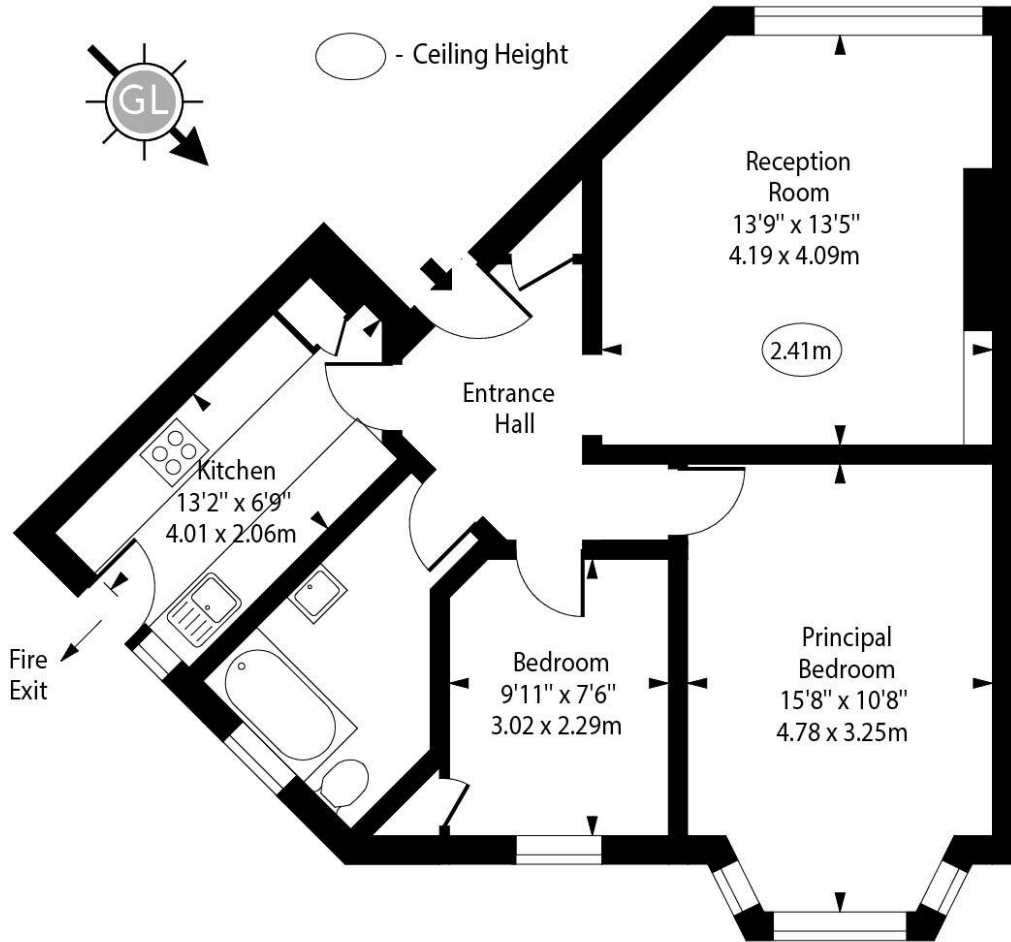 GL
- Ceiling Height
Reception
Room
13'9" x 13'5"
4.19 x 4.09m
2.41m
Entrance
Hall
Kitchen
13'2" x 6'9"
4.01 x 2.06m
Fire
Exit
Bedroom
9'11" x 7'6"
3.02 x 2.29m
Principal
Bedroom
15'8" x 10'8"
4.78 x 3.25m